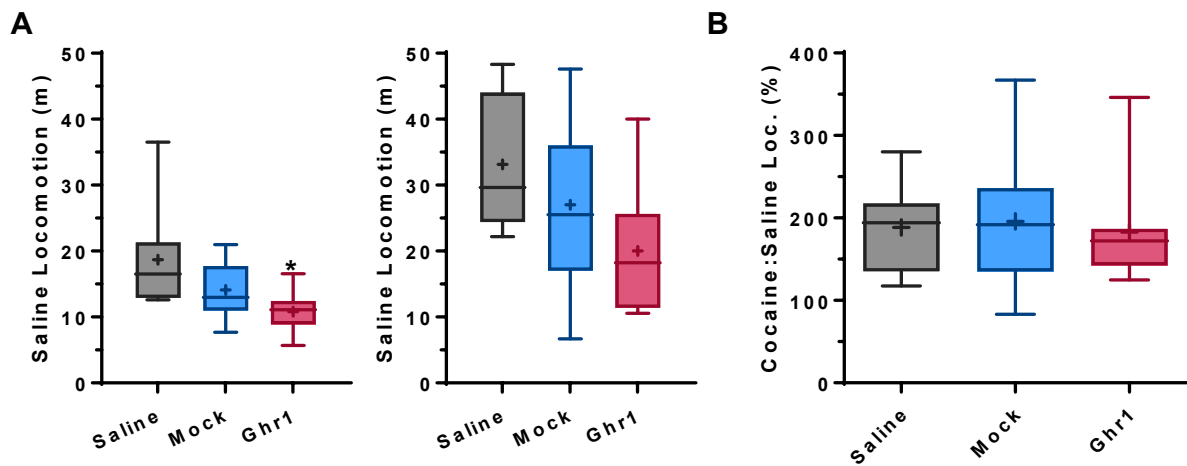 A
B
Saline Locomotion (m)
50
40
30
20
10
0
*
Saline
Mock
Ghr1
Saline Locomotion (m)
50
40
30
20
10
0
Saline
Mock
Ghr1
Cocaine::Saline Loc. (%)
400
300
200
100
0
Saline
Mock
Ghr1